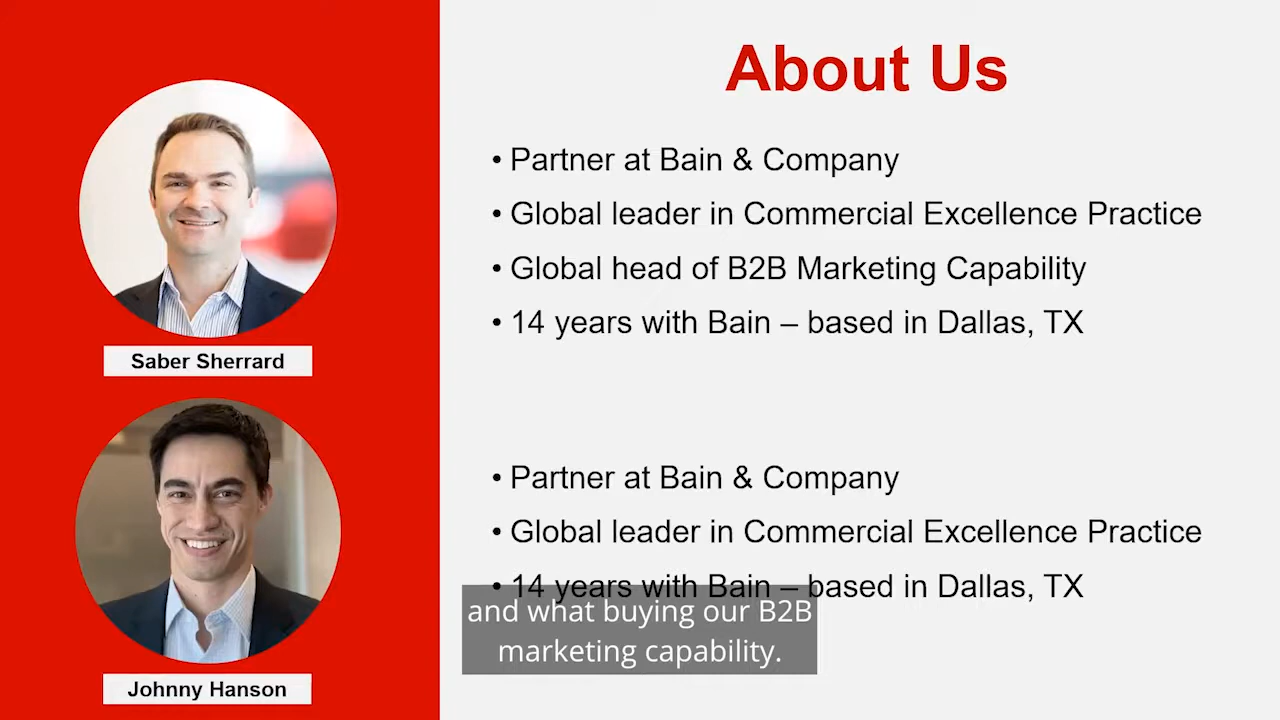 About Us
• Partner at Bain & Company
• Global leader in Commercial Excellence Practice
• Global head of B2B Marketing Capability
• 14 years with Bain – based in Dallas, TX
Saber Sherrard
• Partner at Bain & Company
• Global leader in Commercial Excellence Practice
• 14 years with Bain – based in Dallas, TX
and what buying our B2B
marketing capability.
Johnny Hanson